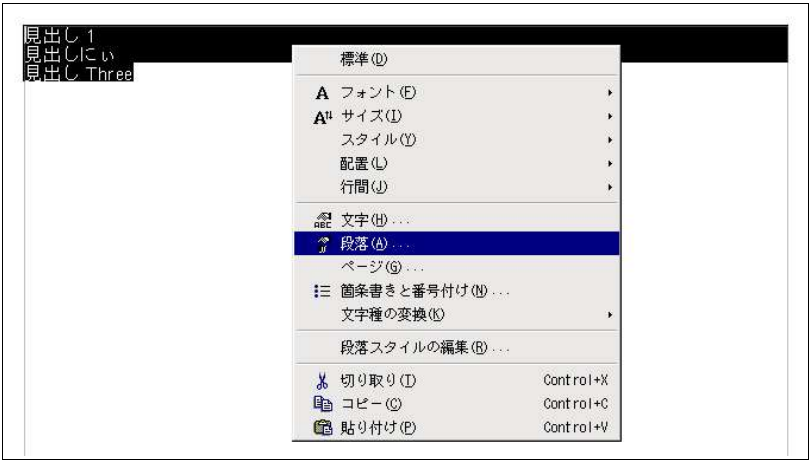 見出し 1
見出しにぃ
見出し Three
標準(D)
フォント(F)
サイズ(I)
スタイル(Y)
配置(L)
行間(J)
文字(H)...
段落(A)...
ページ(G)...
箇条書きと番号付け(N)...
文字種の変換(K)
段落スタイルの編集(R)...
切り取り(T) Control+X
コピー(C) Control+C
貼り付け(P) Control+V